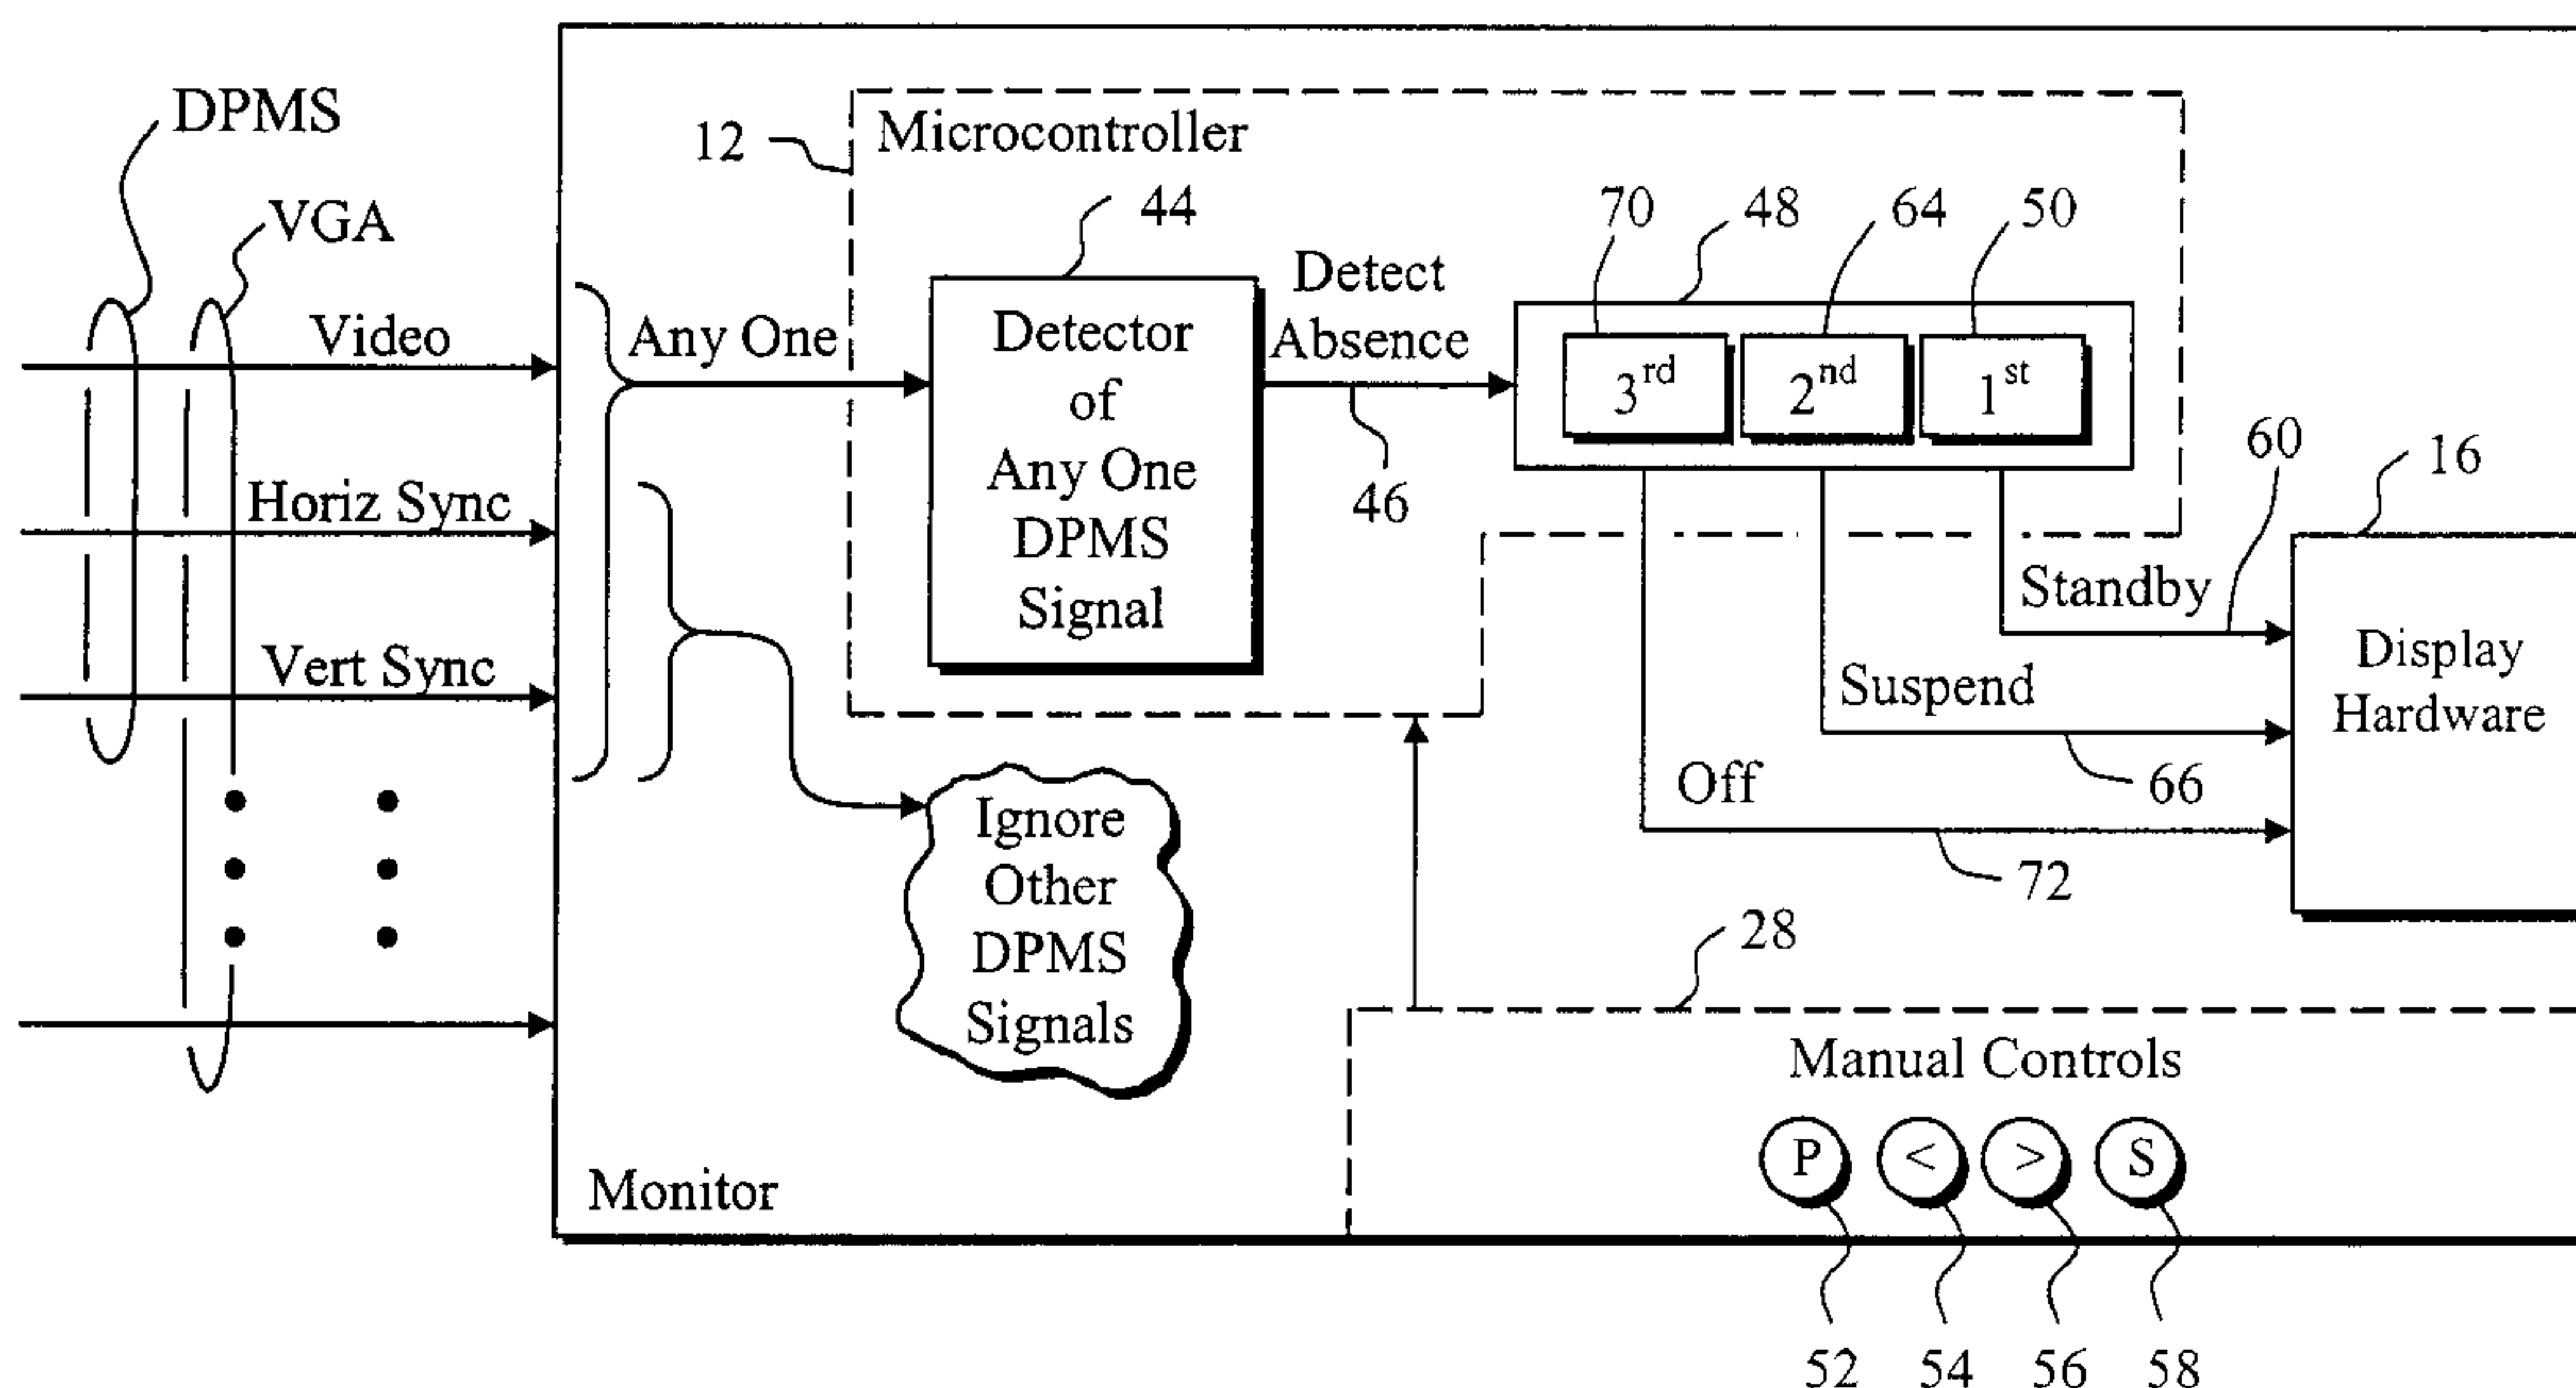 DPMS
VGA
Video
Horiz Sync
Vert Sync
12
Microcontroller
44
Any One
Detector
of
Any One
DPMS
Signal
Detect
Absence
46
70
48
64
50
3rd
2nd
1st
60
16
Standby
Suspend
66
Off
72
Display
Hardware
Ignore
Other
DPMS
Signals
28
Manual Controls
P
<
>
S
Monitor
52
54
56
58